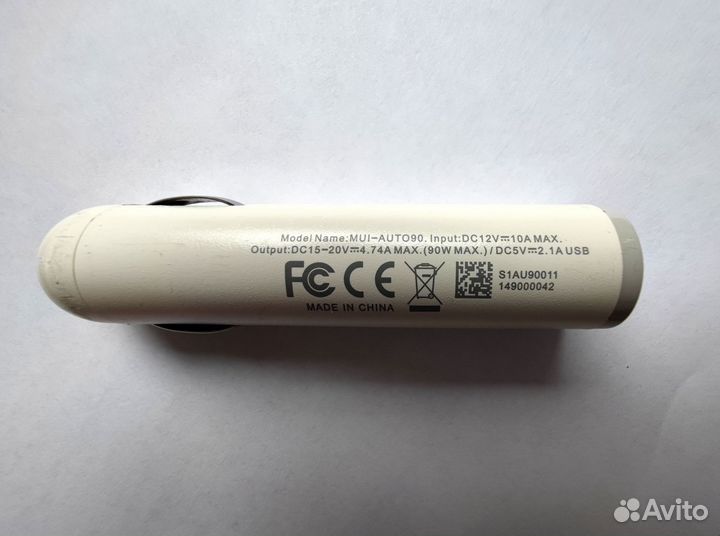 Model Name:MUI-AUTO90. Input:DC12V⎓10A MAX.
Output:DC15-20V⎓4.74A MAX.(90W MAX.)/DC5V⎓2.1A USB
FC CE
S1AU90011
149000042
MADE IN CHINA
Avito